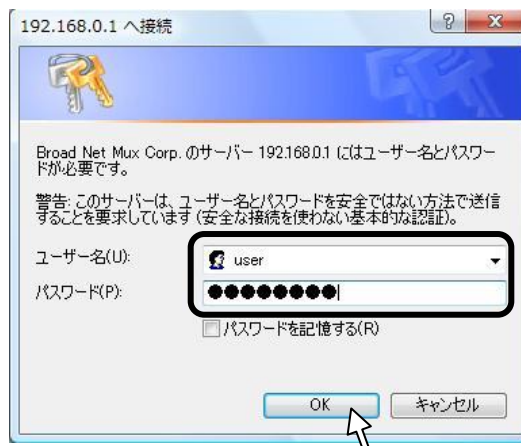 192.168.0.1 へ接続
Broad Net Mux Corp. のサーバー 192.168.0.1 にはユーザー名とパスワー
ドが必要です。
警告: このサーバーは、ユーザー名とパスワードを安全ではない方法で送信
することを要求しています (安全な接続を使わない基本的な認証)。
ユーザー名(U):
user
パスワード(P):
●●●●●●●●
パスワードを記憶する(R)
OK
キャンセル